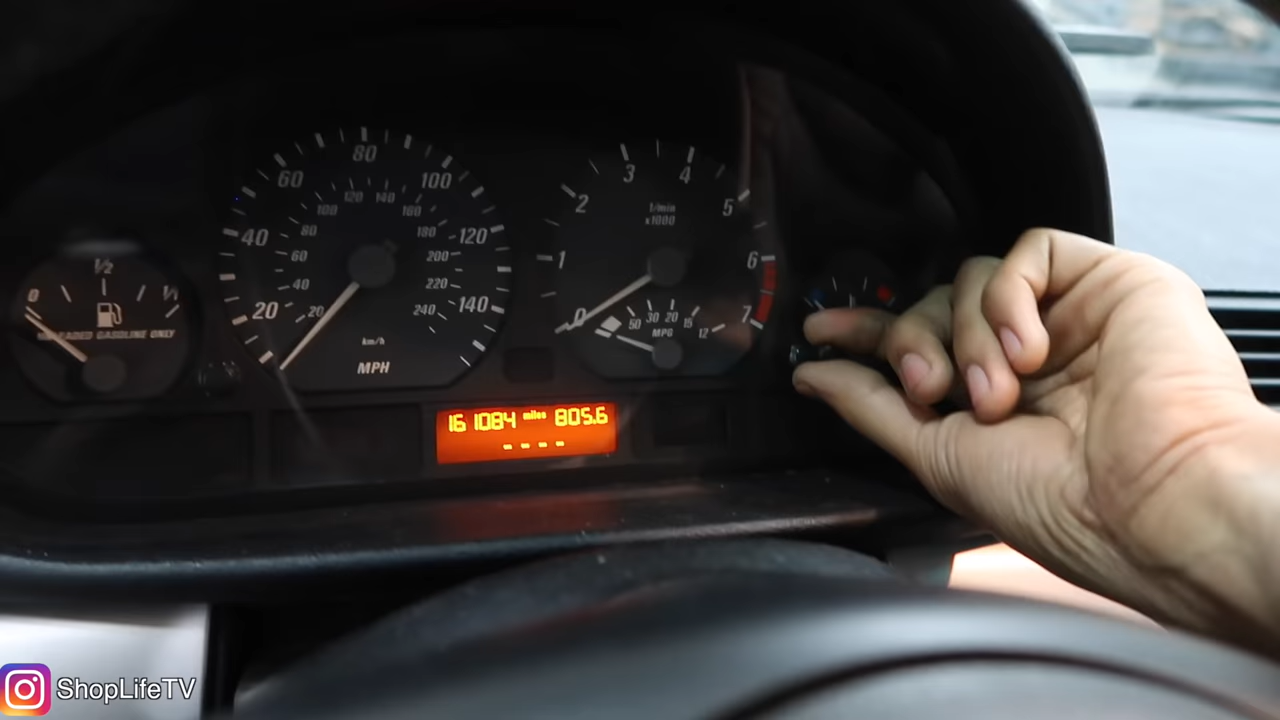 0 1/2 1/1
UNLEADED GASOLINE ONLY
20 40 60 80 100 120 140
20 40 60 80 100 120 140 160 180 200 220 240
km/h
MPH
0 1 2 3 4 5 6 7
1/min
x1000
50 30 20 15 12
MPG
161084 miles 805.6
- - - -
ShopLifeTV